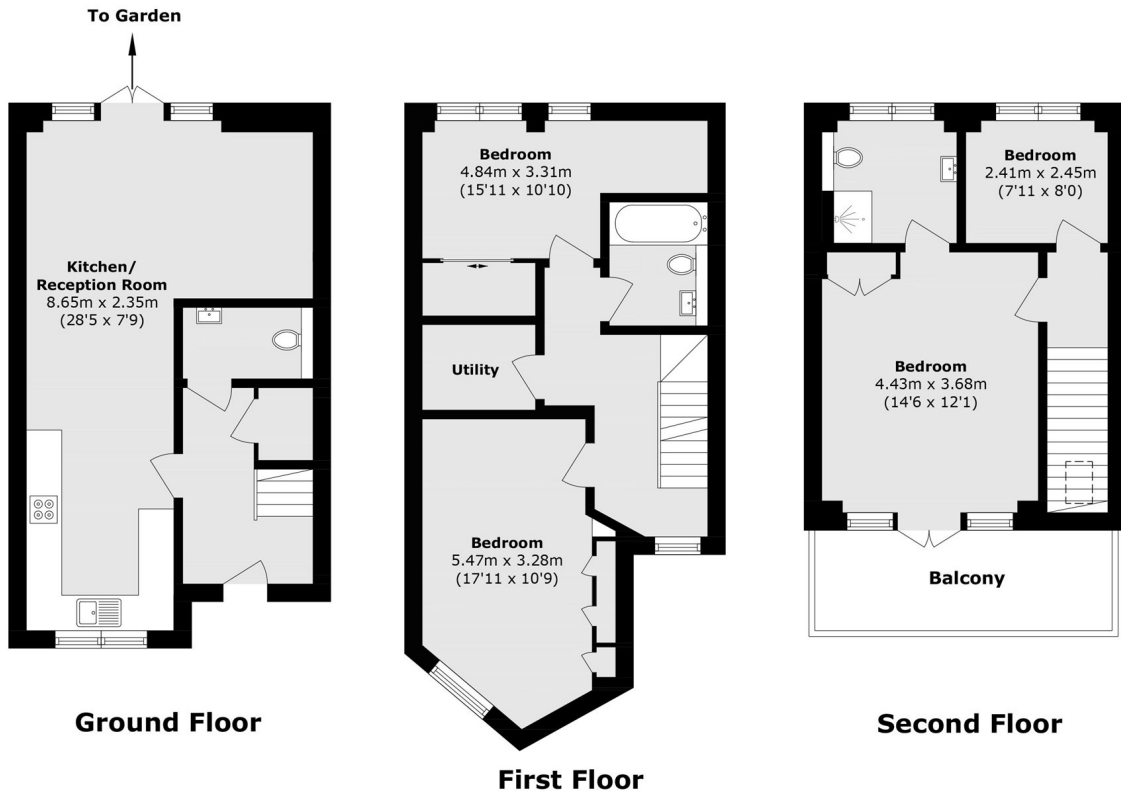 To Garden
Kitchen/
Reception Room
8.65m x 2.35m
(28'5 x 7'9)
Ground Floor
Bedroom
4.84m x 3.31m
(15'11 x 10'10)
Utility
Bedroom
5.47m x 3.28m
(17'11 x 10'9)
First Floor
Bedroom
2.41m x 2.45m
(7'11 x 8'0)
Bedroom
4.43m x 3.68m
(14'6 x 12'1)
Balcony
Second Floor